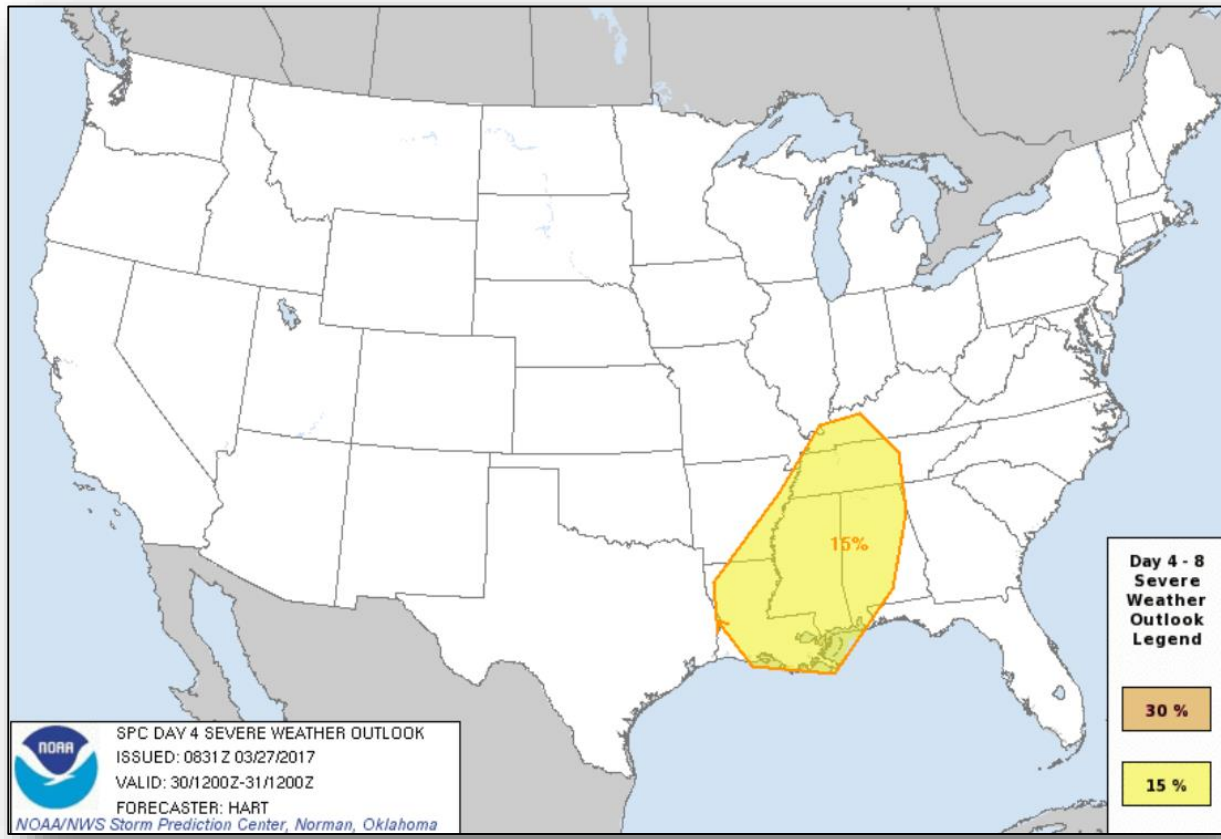 15%
Day 4 - 8
Severe
Weather
Outlook
Legend
30 %
15 %
NOAA
SPC DAY 4 SEVERE WEATHER OUTLOOK
ISSUED: 0831Z 03/27/2017
VALID: 30/1200Z-31/1200Z
FORECASTER: HART
NOAA/NWS Storm Prediction Center, Norman, Oklahoma